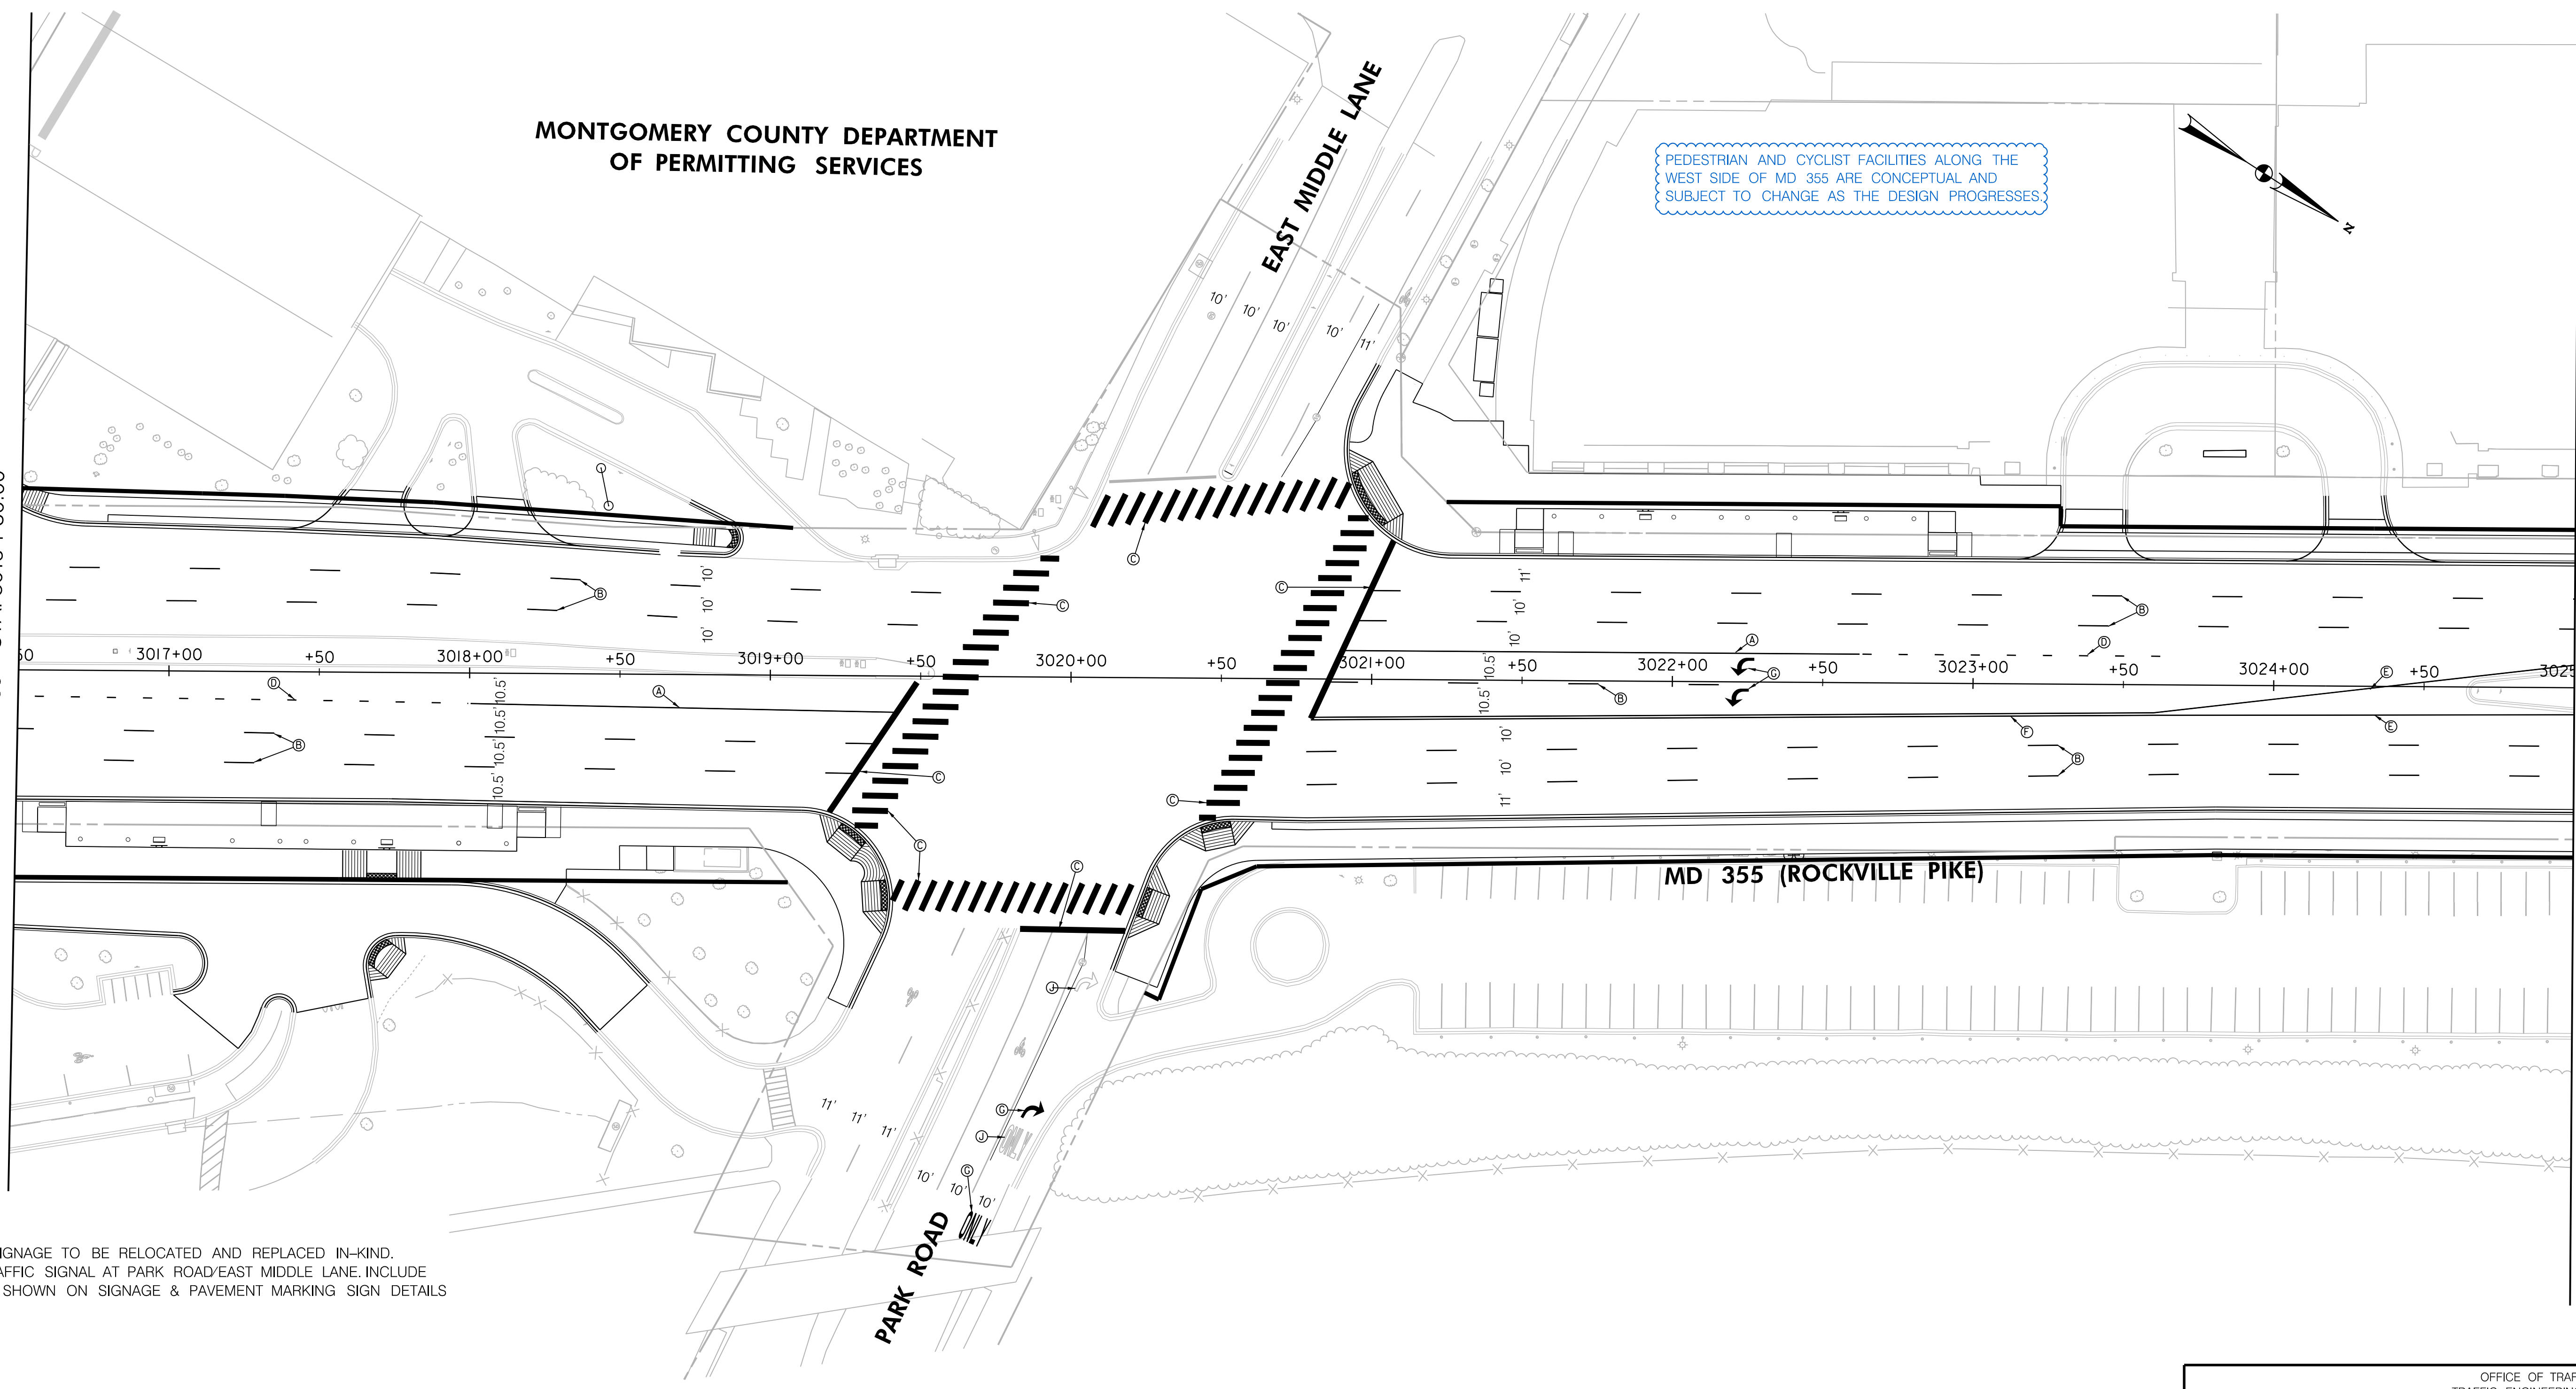 MONTGOMERY COUNTY DEPARTMENT
OF PERMITTING SERVICES
EAST MIDDLE LANE
PEDESTRIAN AND CYCLIST FACILITIES ALONG THE
WEST SIDE OF MD 355 ARE CONCEPTUAL AND
SUBJECT TO CHANGE AS THE DESIGN PROGRESSES.
N
10' 10' 10' 10' 11'
C
B
C
C
B
10' 10' 10'
11' 10' 10'
A
D
50 3017+00 +50 3018+00 +50 3019+00 +50 3020+00 +50 3021+00 +50 3022+00 +50 3023+00 +50 3024+00 +50 3025
G
D
A
B
E
10.5' 10.5' 10.5' 10.5'
10.5' 10.5'
F
E
B
C
B
11' 10' 10'
C
C
C
MD 355 (ROCKVILLE PIKE)
J
G
J
G
11' 11' 11'
10' 10' 10'
PARK ROAD
SIGNAGE TO BE RELOCATED AND REPLACED IN-KIND.
AFFIC SIGNAL AT PARK ROAD/EAST MIDDLE LANE. INCLUDE
SHOWN ON SIGNAGE & PAVEMENT MARKING SIGN DETAILS
OFFICE OF TRA